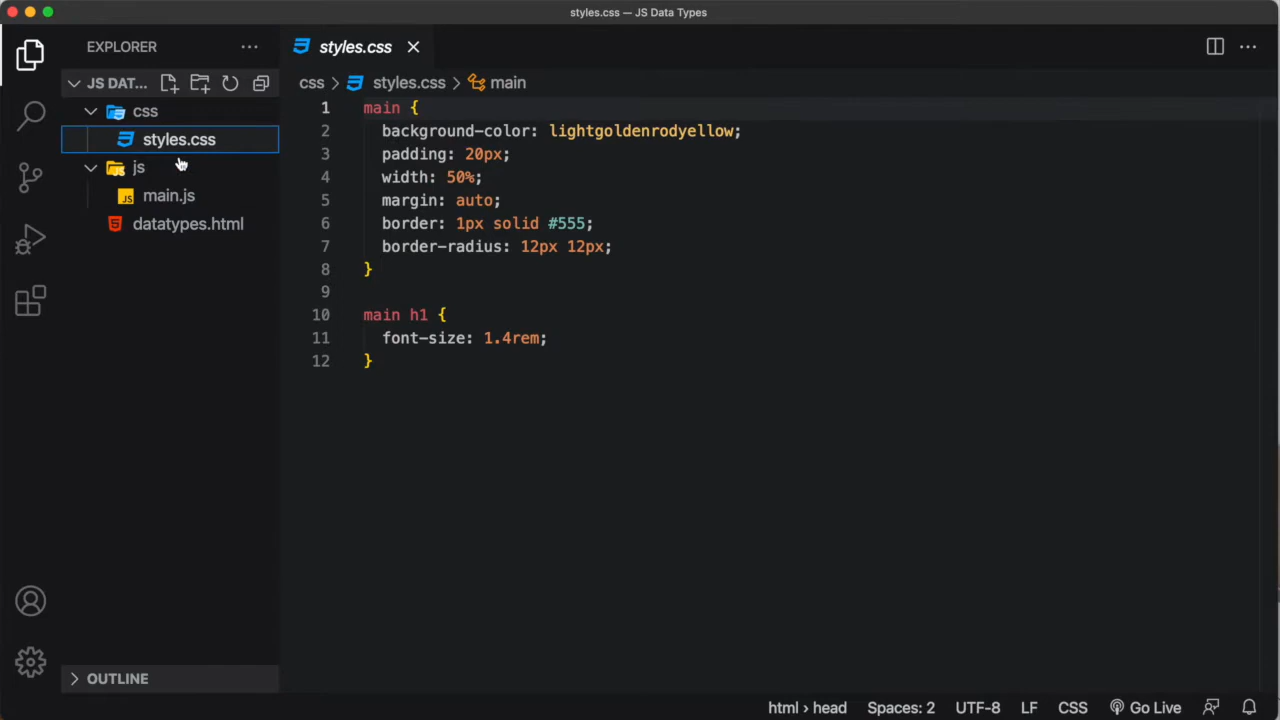 styles.css — JS Data Types
EXPLORER
styles.css
JS DAT...
css > styles.css > main
css
styles.css
js
main.js
datatypes.html
1 main {
2 background-color: lightgoldenrodyellow;
3 padding: 20px;
4 width: 50%;
5 margin: auto;
6 border: 1px solid #555;
7 border-radius: 12px 12px;
8 }
9
10 main h1 {
11 font-size: 1.4rem;
12 }
OUTLINE
html › head Spaces: 2 UTF-8 LF CSS Go Live